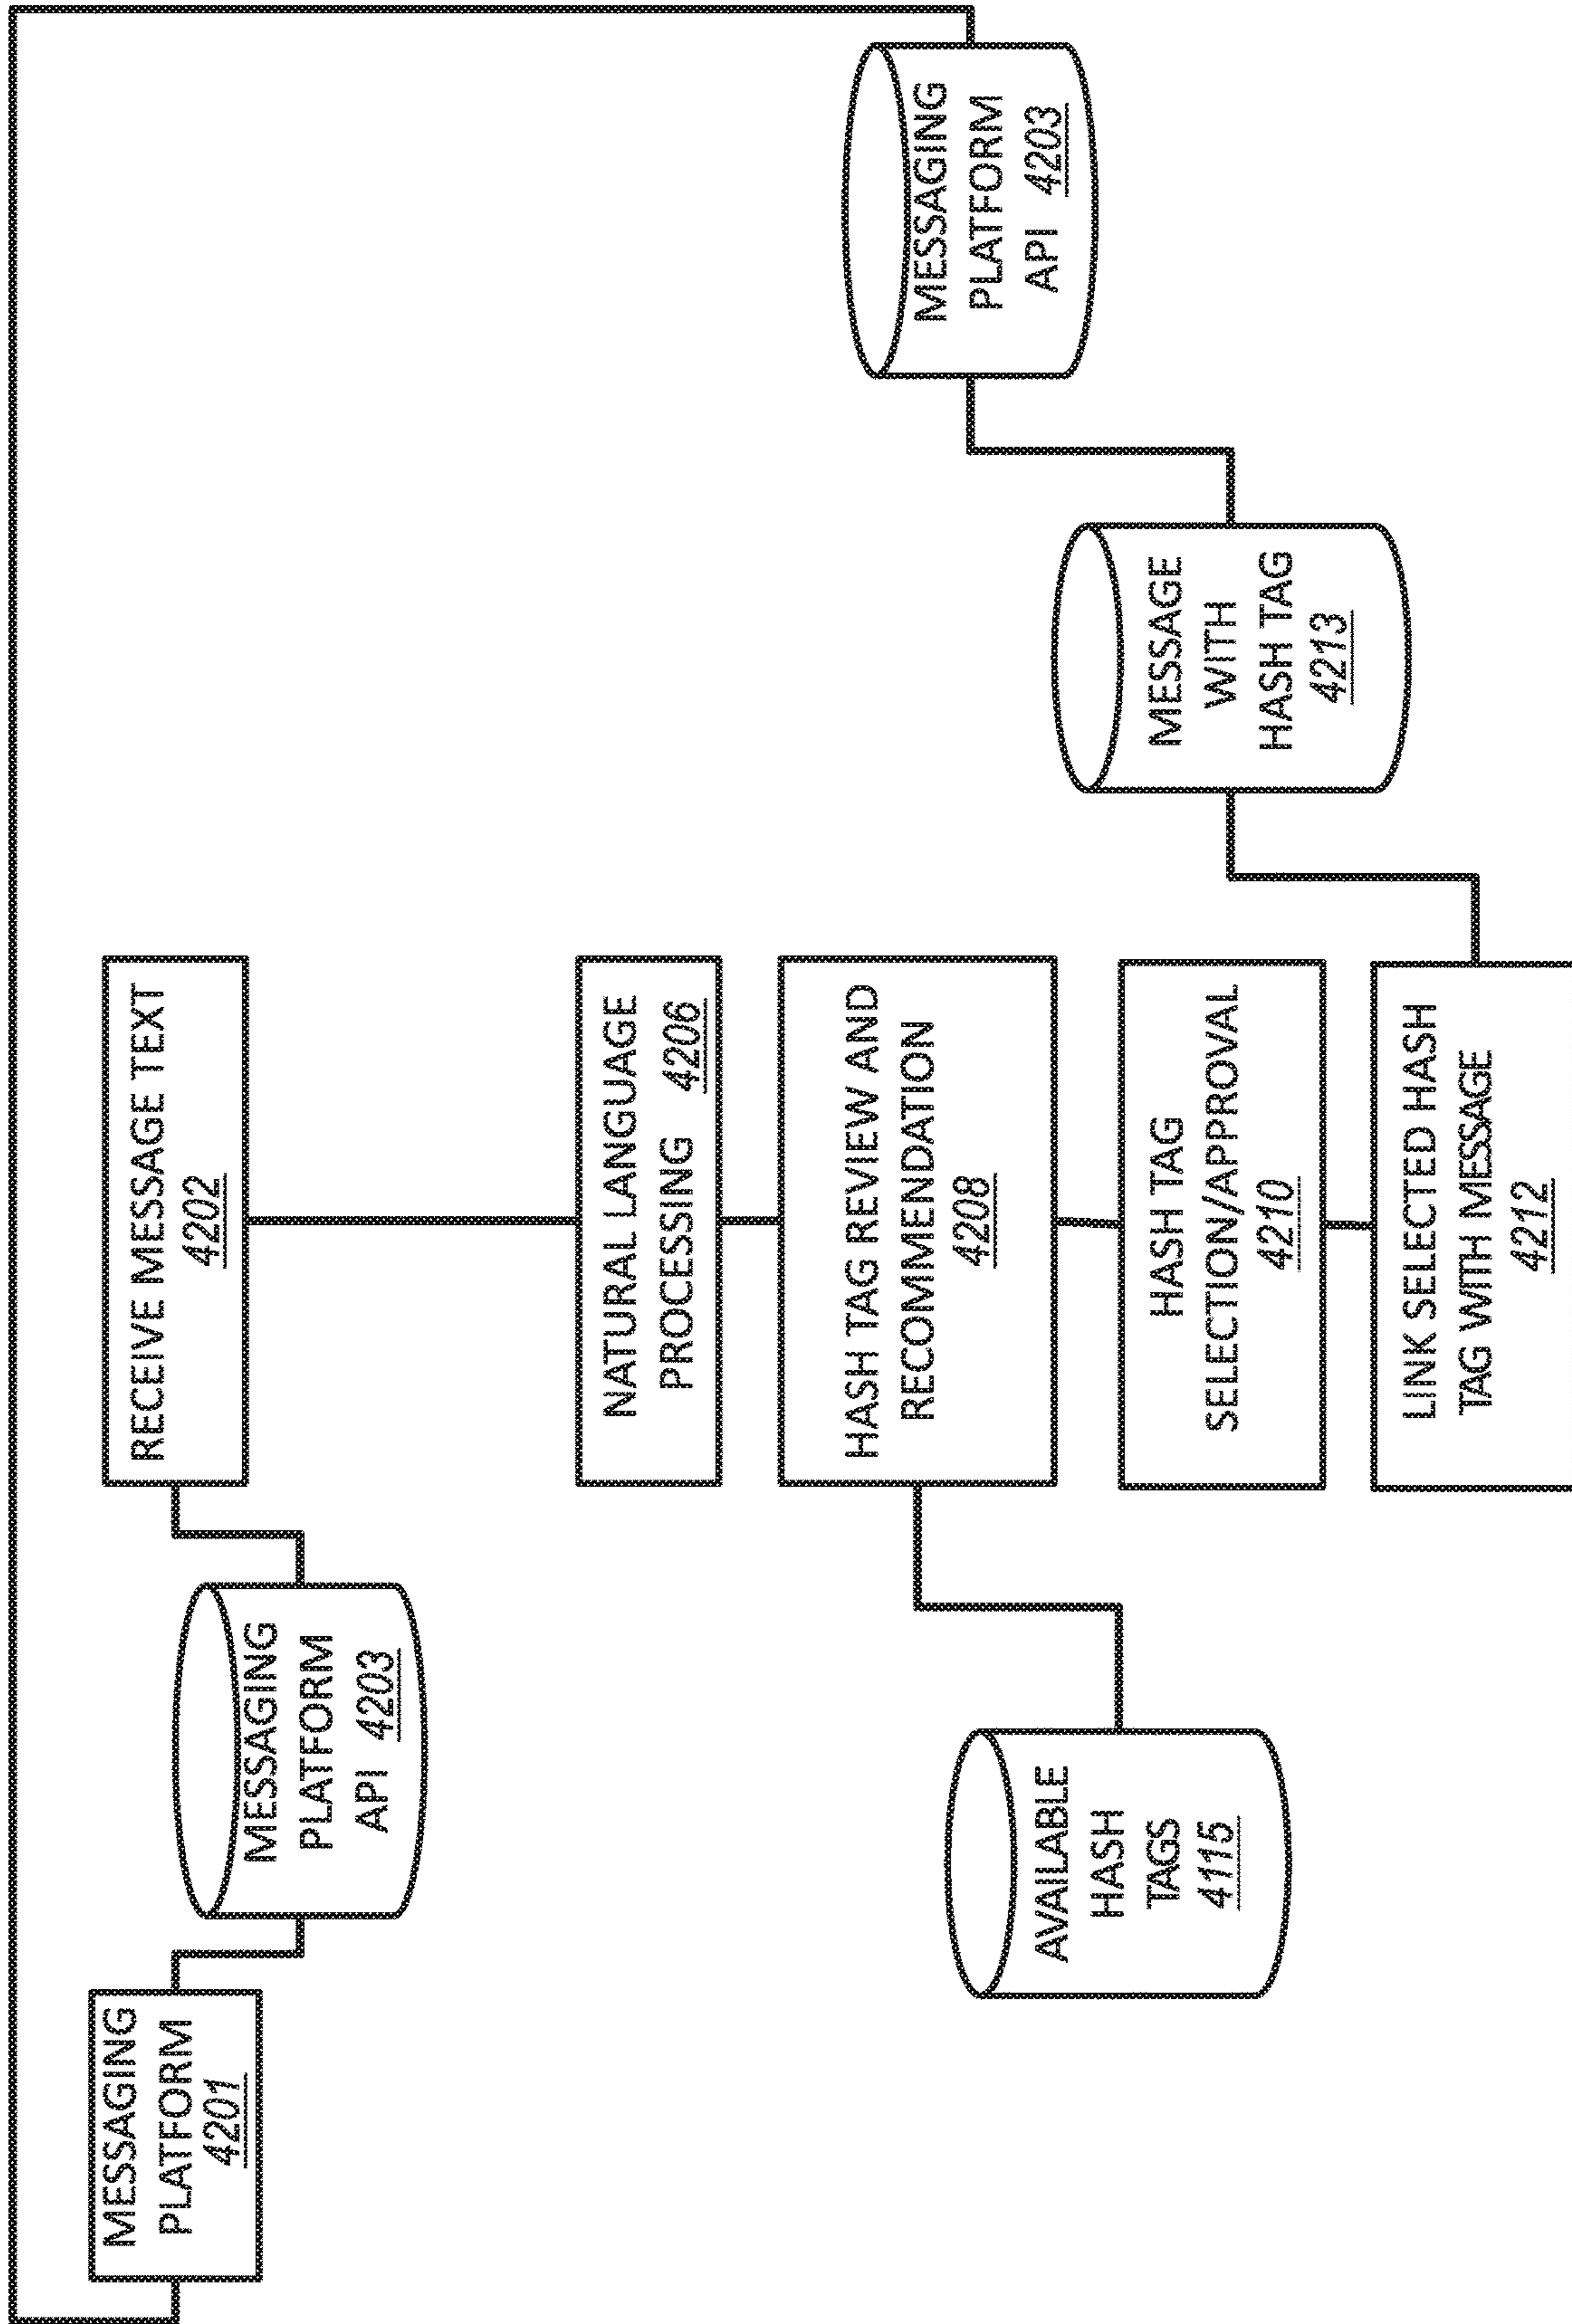 MESSAGING
PLATFORM
4201
MESSAGING
PLATFORM
API 4203
RECEIVE MESSAGE TEXT
4202
NATURAL LANGUAGE
PROCESSING 4206
HASH TAG REVIEW AND
RECOMMENDATION
4208
AVAILABLE
HASH
TAGS
4115
HASH TAG
SELECTION/APPROVAL
4210
LINK SELECTED HASH
TAG WITH MESSAGE
4212
MESSAGE
WITH
HASH TAG
4213
MESSAGING
PLATFORM
API 4203